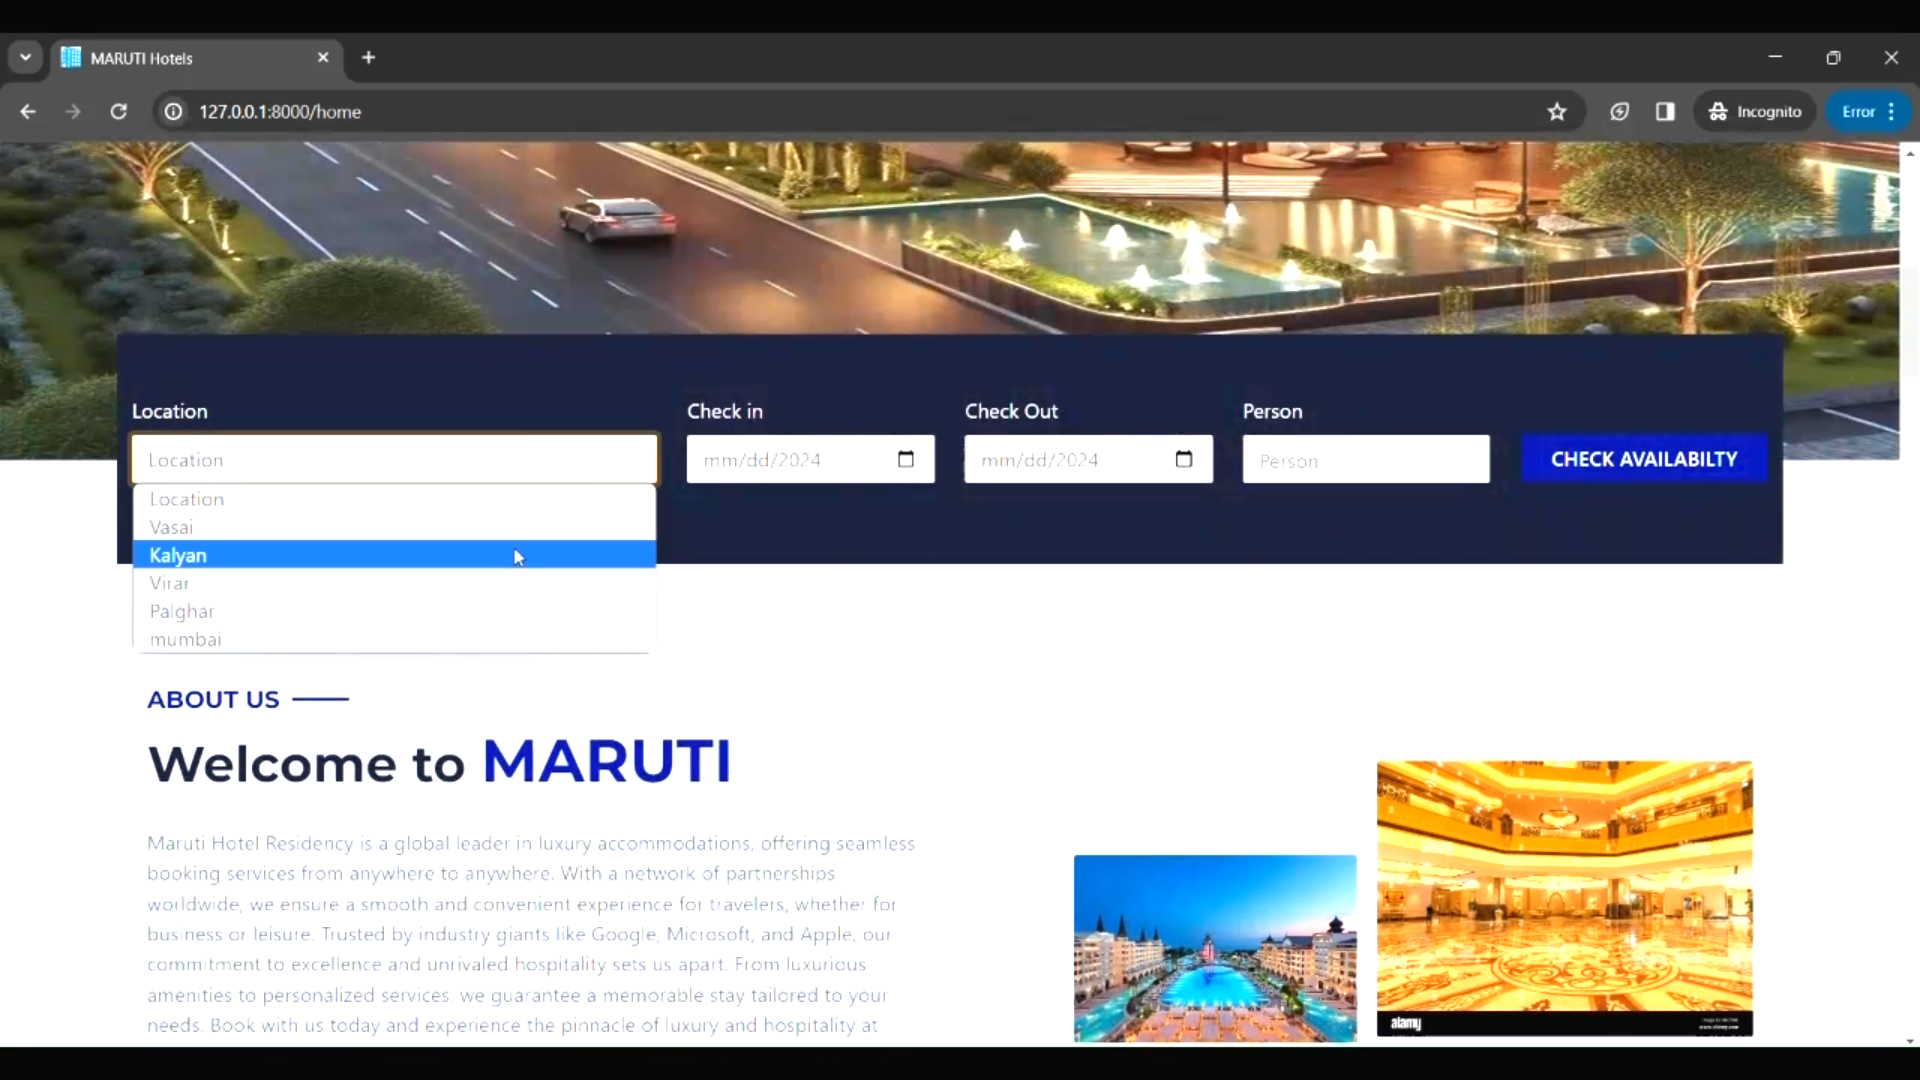 MARUTI Hotels
127.0.0.1:8000/home
Incognito
Error
Location
Check in
Check Out
Person
Location
mm/dd/2024
mm/dd/2024
Person
CHECK AVAILABILTY
Location
Vasai
Kalyan
Virar
Palghar
mumbai
ABOUT US
Welcome to MARUTI
Maruti Hotel Residency is a global leader in luxury accommodations, offering seamless
booking services from anywhere to anywhere. With a network of partnerships
worldwide, we ensure a smooth and convenient experience for travelers, whether for
business or leisure. Trusted by industry giants like Google, Microsoft, and Apple, our
commitment to excellence and unrivaled hospitality sets us apart. From luxurious
amenities to personalized services, we guarantee a memorable stay tailored to your
needs. Book with us today and experience the pinnacle of luxury and hospitality at
alamy